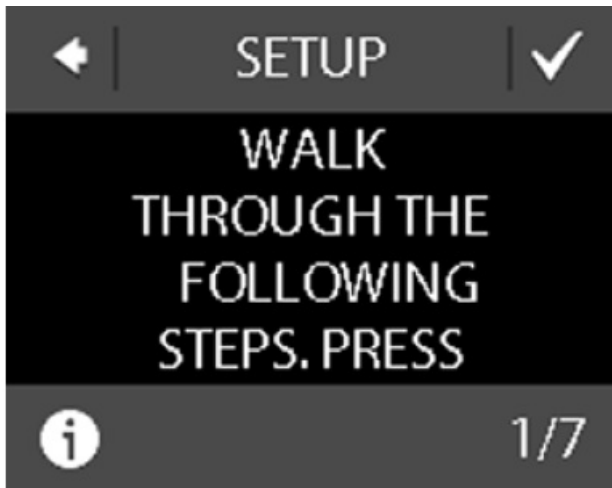 SETUP
WALK
THROUGH THE
FOLLOWING
STEPS. PRESS
1/7